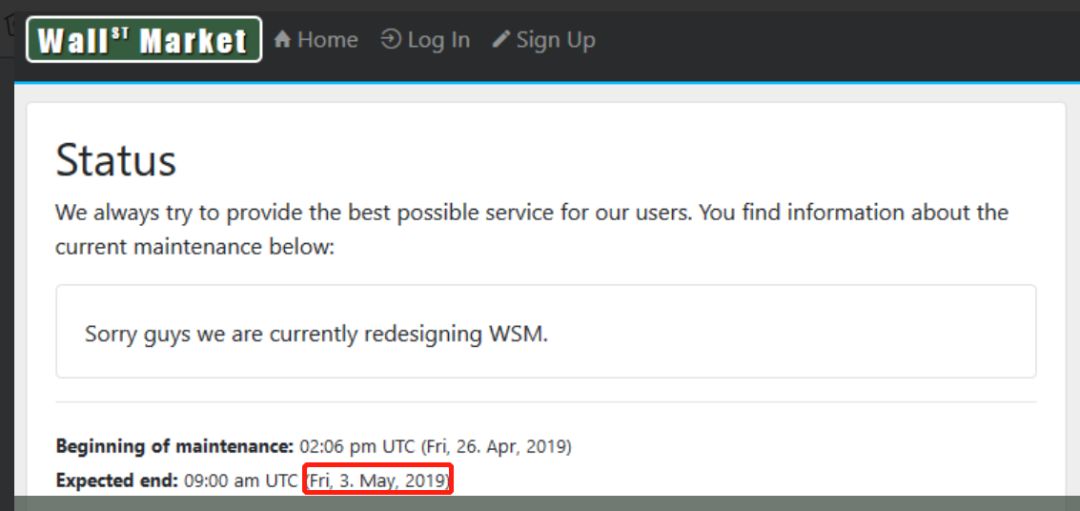 Wall ST Market Home Log In Sign Up
Status
We always try to provide the best possible service for our users. You find information about the
current maintenance below:
Sorry guys we are currently redesigning WSM.
Beginning of maintenance: 02:06 pm UTC (Fri, 26. Apr, 2019)
Expected end: 09:00 am UTC (Fri, 3. May, 2019)